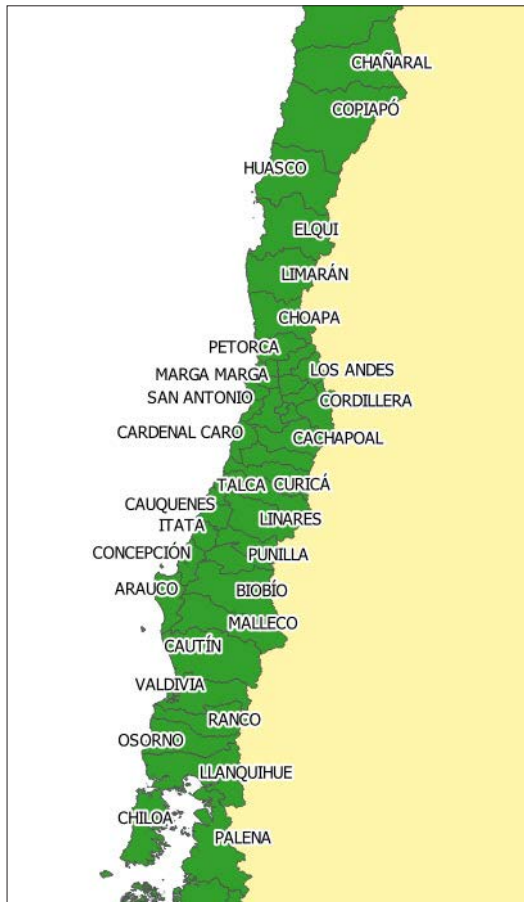 CHAÑARAL
COPIAPÓ
HUASCO
ELQUI
LIMARÁN
CHOAPA
PETORCA
LOS ANDES
MARGA MARGA
SAN ANTONIO
CORDILLERA
CARDENAL CARO
CACHAPOAL
TALCA
CURICÁ
CAUQUENES
LINARES
ITATA
CONCEPCIÓN
PUNILLA
ARAUCO
BIOBÍO
MALLECO
CAUTÍN
VALDIVIA
RANCO
OSORNO
LLANQUIHUE
CHILOA
PALENA